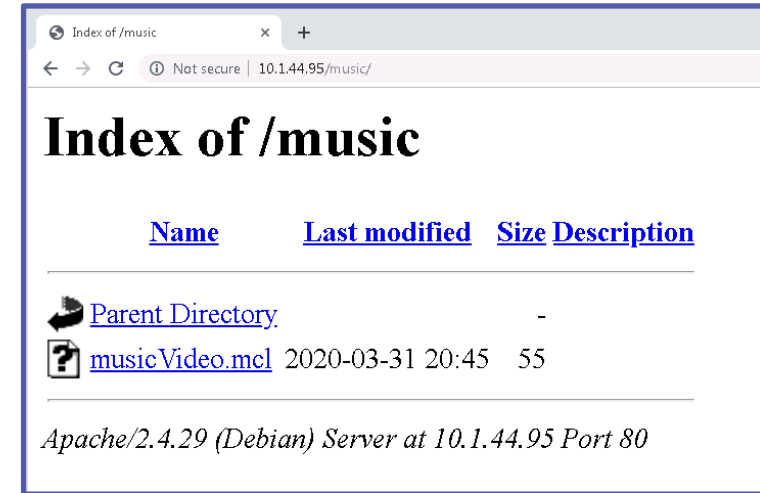 Index of /music
Not secure | 10.1.44.95/music/
Index of /music
Name Last modified Size Description
Parent Directory -
musicVideo.mcl 2020-03-31 20:45 55
Apache/2.4.29 (Debian) Server at 10.1.44.95 Port 80